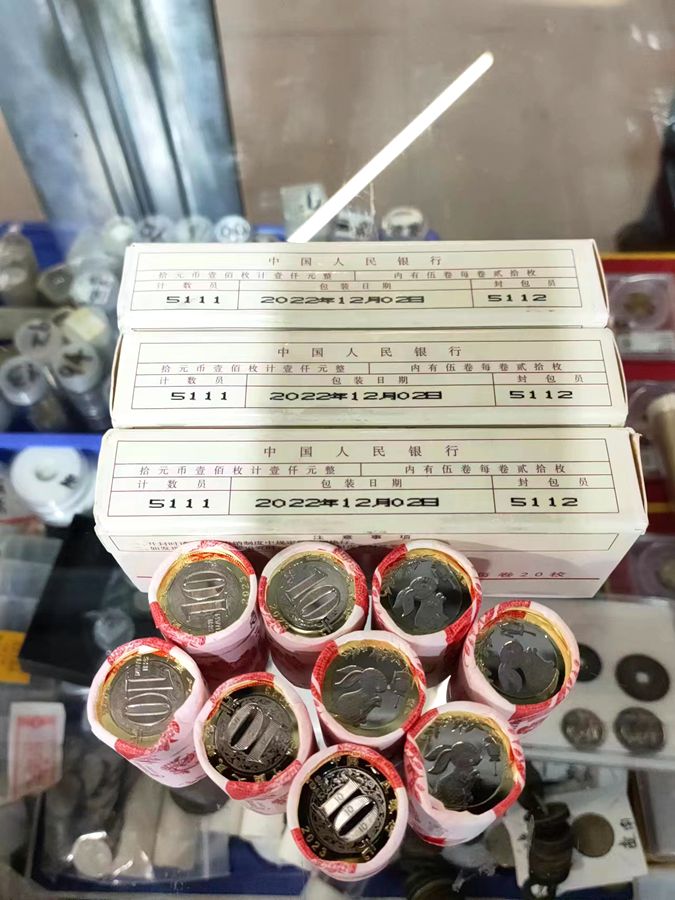 中国人民银行
拾元币壹佰枚计壹仟元整 内有伍卷每卷贰拾枚
计数员 包装日期 封包员
5111 2022年12月02日 5112
中国人民银行
拾元币壹佰枚计壹仟元整 内有伍卷每卷贰拾枚
计数员 包装日期 封包员
5111 2022年12月02日 5112
中国人民银行
拾元币壹佰枚计壹仟元整 内有伍卷每卷贰拾枚
计数员 包装日期 封包员
5111 2022年12月02日 5112
注意事项
每卷20枚
10
10
10
10
10
2023